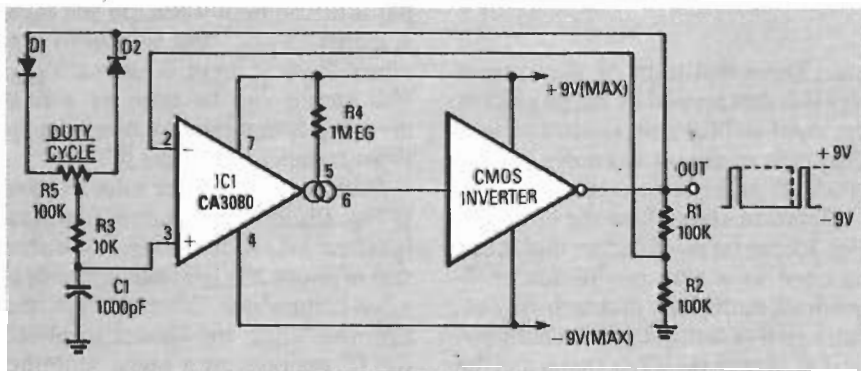 D1
D2
DUTY
CYCLE
R5
100K
R3
10K
C1
1000pF
2
-
3
+
IC1
CA3080
7
4
R4
1MEG
5
6
+9V(MAX)
CMOS
INVERTER
-9V(MAX)
OUT
R1
100K
R2
100K
+9V
-9V